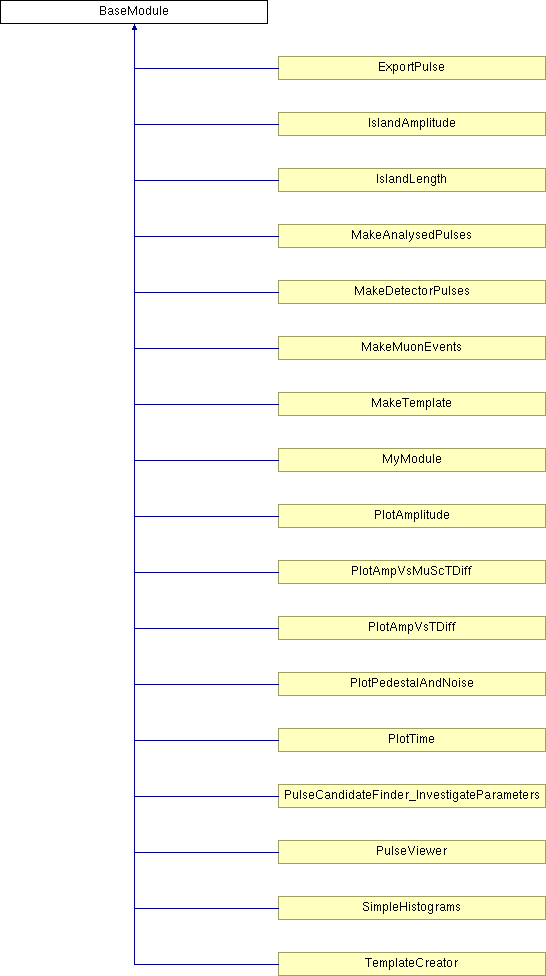 BaseModule
ExportPulse
IslandAmplitude
IslandLength
MakeAnalysedPulses
MakeDetectorPulses
MakeMuonEvents
MakeTemplate
MyModule
PlotAmplitude
PlotAmpVsMuScTDiff
PlotAmpVsTDiff
PlotPedestalAndNoise
PlotTime
PulseCandidateFinder_InvestigateParameters
PulseViewer
SimpleHistograms
TemplateCreator